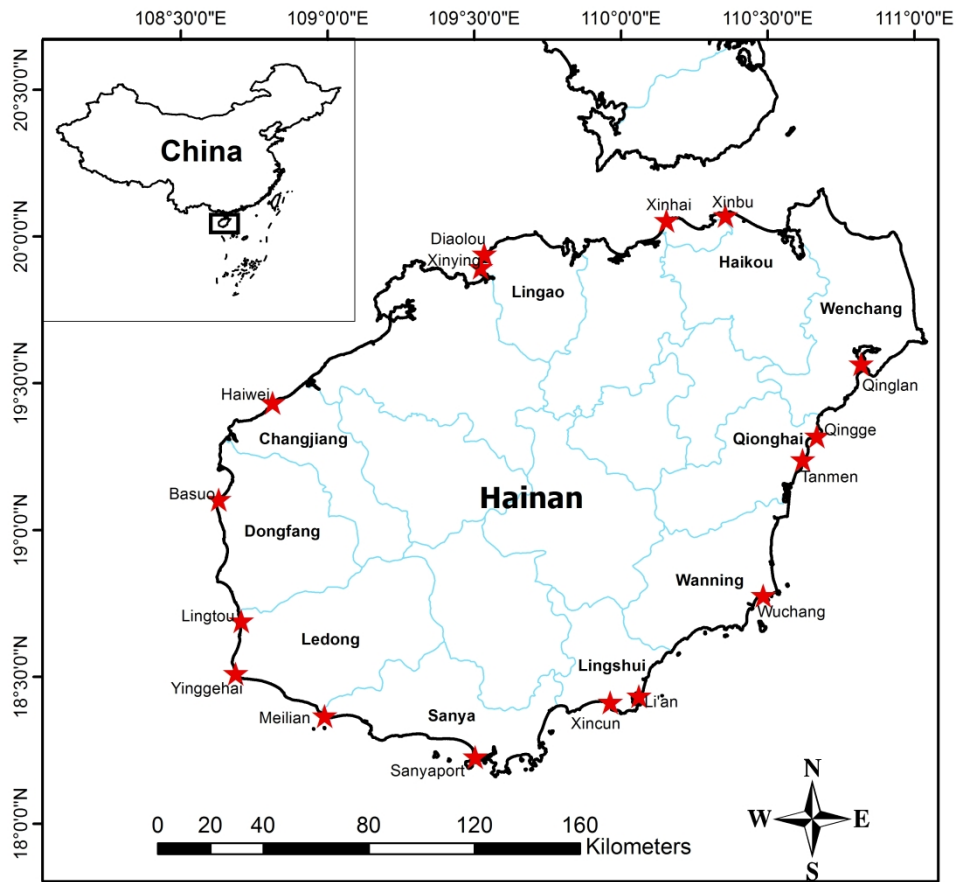 108°30'0"E 109°0'0"E 109°30'0"E 110°0'0"E 110°30'0"E 111°0'0"E
20°30'0"N
20°0'0"N
19°30'0"N
19°0'0"N
18°30'0"N
18°0'0"N
China
Xinhai
Xinbu
Diaolou
Xinying
Haikou
Lingao
Wenchang
Qinglan
Haiwei
Changjiang
Qionghai
Qingge
Tanmen
Hainan
Basuo
Dongfang
Wanning
Wuchang
Lingtou
Ledong
Lingshui
Yinggehai
Li'an
Meilian
Sanya
Xincun
Sanyaport
N
W E
S
0 20 40 80 120 160
Kilometers